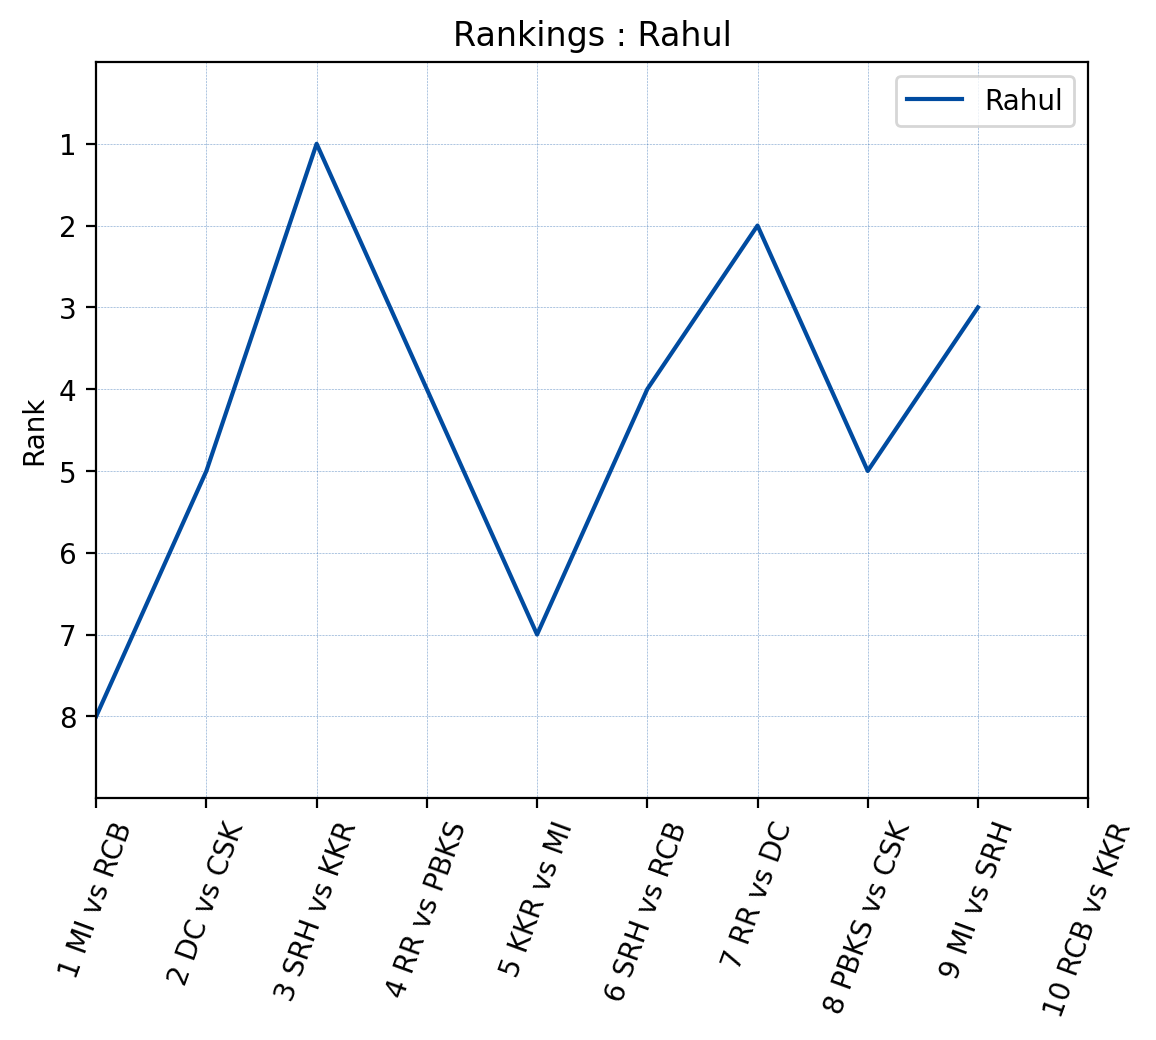 Rankings : Rahul
Rahul
Rank
1
2
3
4
5
6
7
8
1 MI vs RCB
2 DC vs CSK
3 SRH vs KKR
4 RR vs PBKS
5 KKR vs MI
6 SRH vs RCB
7 RR vs DC
8 PBKS vs CSK
9 MI vs SRH
10 RCB vs KKR